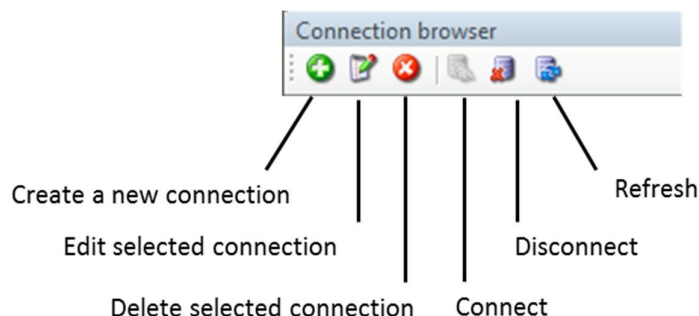 Connection browser
Create a new connection
Refresh
Edit selected connection
Disconnect
Delete selected connection
Connect